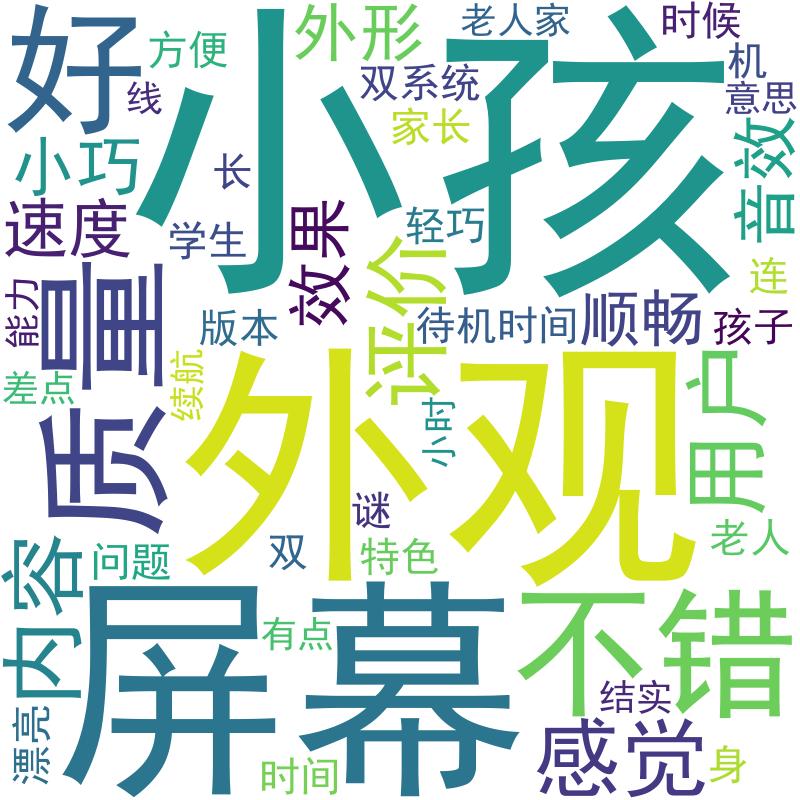 好
方便
线
小孩
外形
老人家
时候
双系统
机
意思
家长
小巧
长
音效
速度
学生
效果
轻巧
评价
连
能力
质量
版本
待机时间
顺畅
孩子
差点
续航
外观
用户
小时
谜
内容
问题
双
特色
老人
屏幕
不错
有点
结实
漂亮
时间
感觉
身